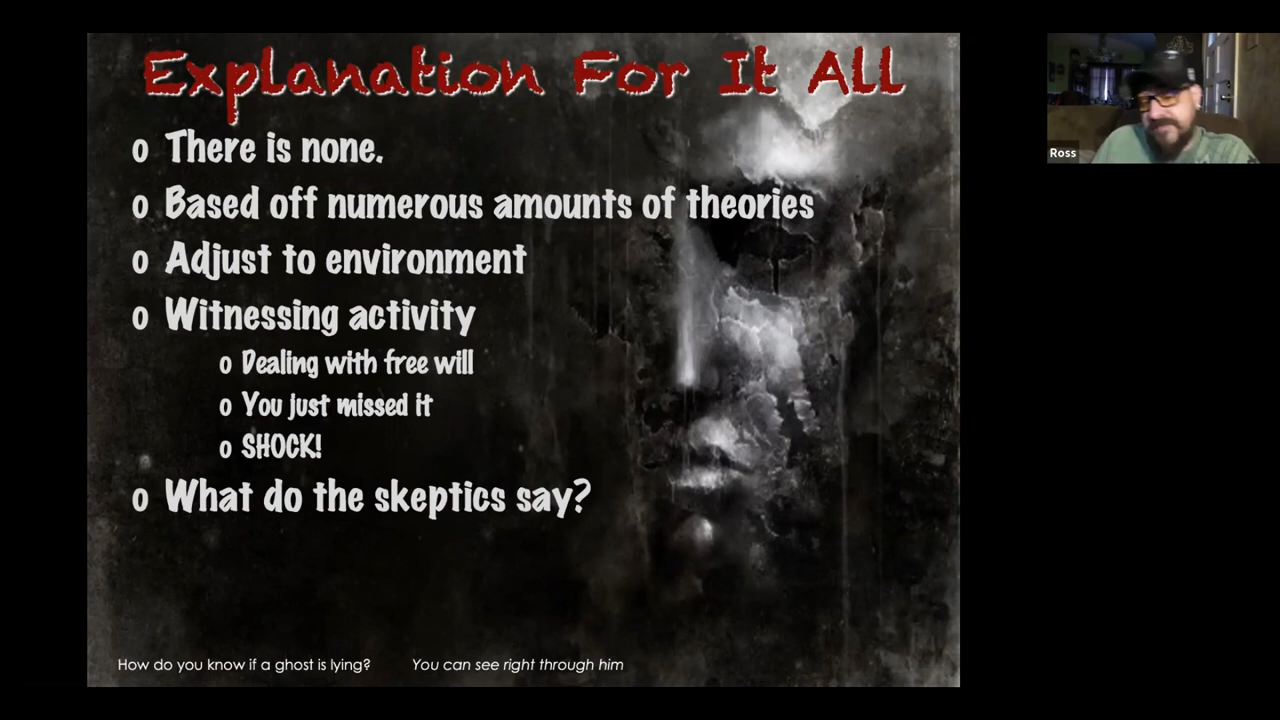 Explanation For It All
o There is none.
o Based off numerous amounts of theories
o Adjust to environment
o Witnessing activity
o Dealing with free will
o You just missed it
o SHOCK!
o What do the skeptics say?
How do you know if a ghost is lying? You can see right through him
Ross